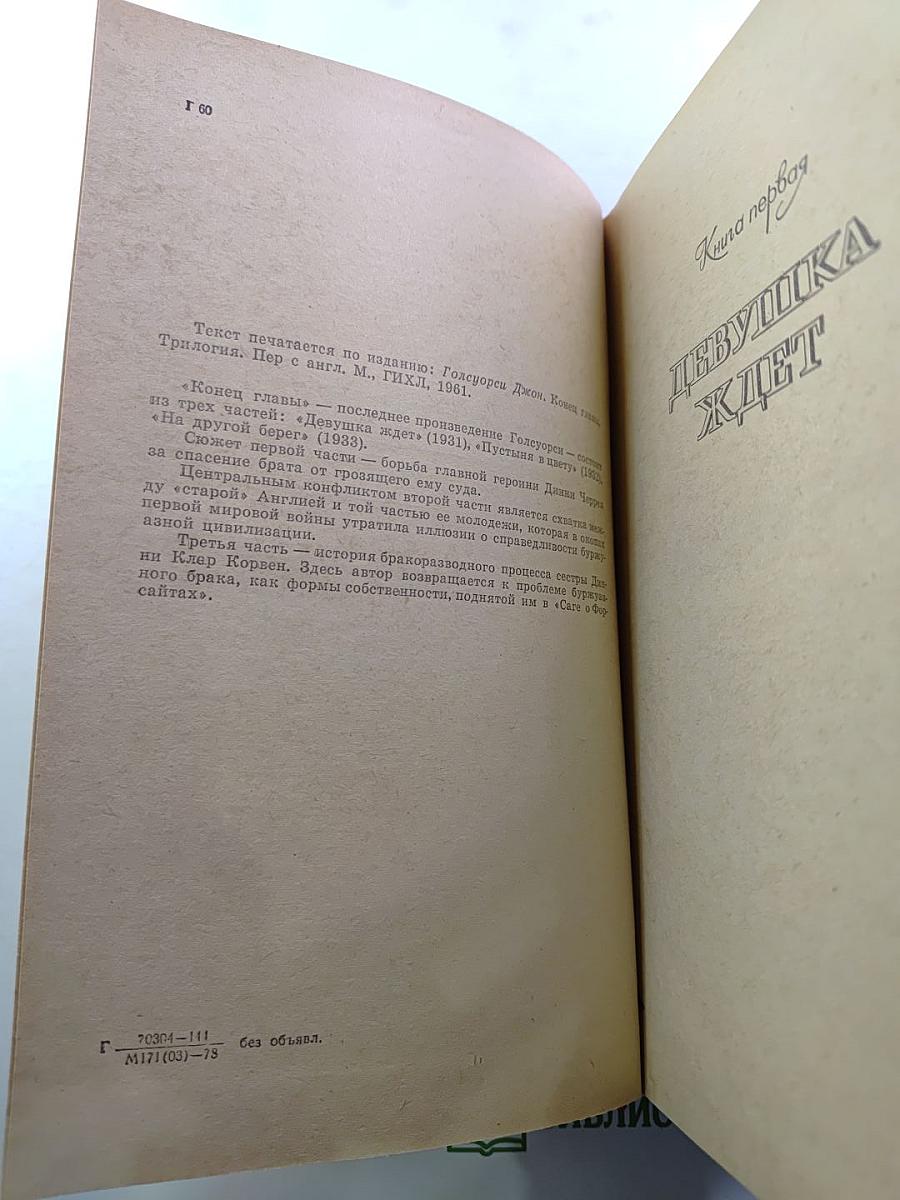 Г 60
Текст печатается по изданию: Голсуорси Джон. Конец главы.
Трилогия. Пер с англ. М., ГИХЛ, 1961.
«Конец главы» — последнее произведение Голсуорси — состоит
из трех частей: «Девушка ждет» (1931), «Пустыня в цвету» (1932),
«На другой берег» (1933).
Сюжет первой части — борьба главной героини Динни Черрел
за спасение брата от грозящего ему суда.
Центральным конфликтом второй части является схватка меж-
ду «старой» Англией и той частью ее молодежи, которая в окопах
первой мировой войны утратила иллюзии о справедливости буржу-
азной цивилизации.
Третья часть — история бракоразводного процесса сестры Дин-
ни Клер Корвен. Здесь автор возвращается к проблеме буржуаз-
ного брака, как формы собственности, поднятой им в «Саге о Фор-
сайтах».
Г 70304—141
М171(03)—78 без объявл.
Книга первая
ДЕВУШКА
ЖДЕТ